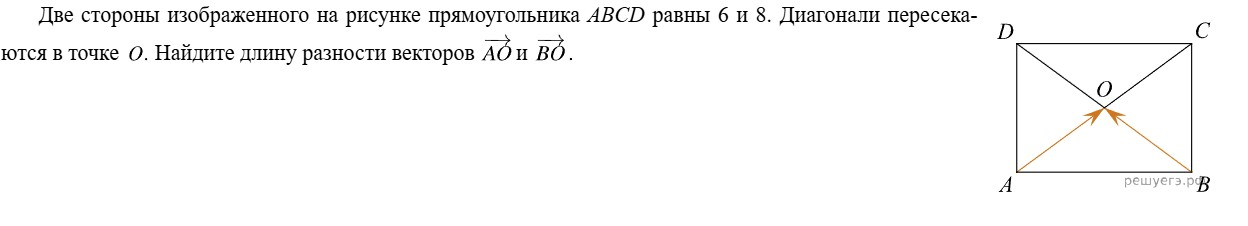 Две стороны изображенного на рисунке прямоугольника ABCD равны 6 и 8. Диагонали пересека-
ются в точке O. Найдите длину разности векторов AO и BO.
D
C
O
A
B
решуегэ.рф